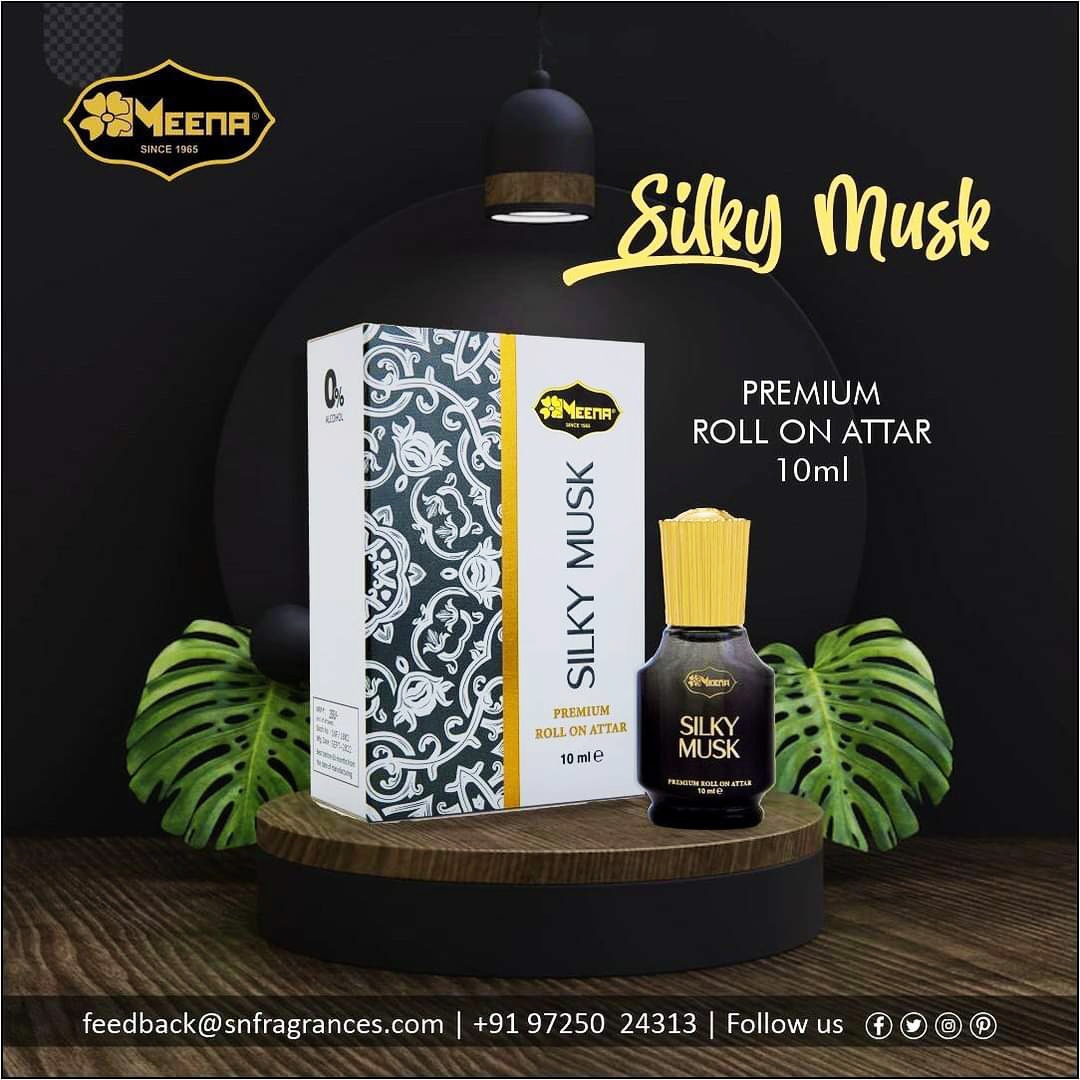 MEENA®
SINCE 1965
Silky Musk
PREMIUM
ROLL ON ATTAR
10ml
0%
ALCOHOL
MEENA®
SINCE 1965
SILKY MUSK
PREMIUM
ROLL ON ATTAR
10 ml e
MEENA
SILKY
MUSK
PREMIUM ROLL ON ATTAR
10 ml e
feedback@snfragrances.com | +91 97250 24313 | Follow us